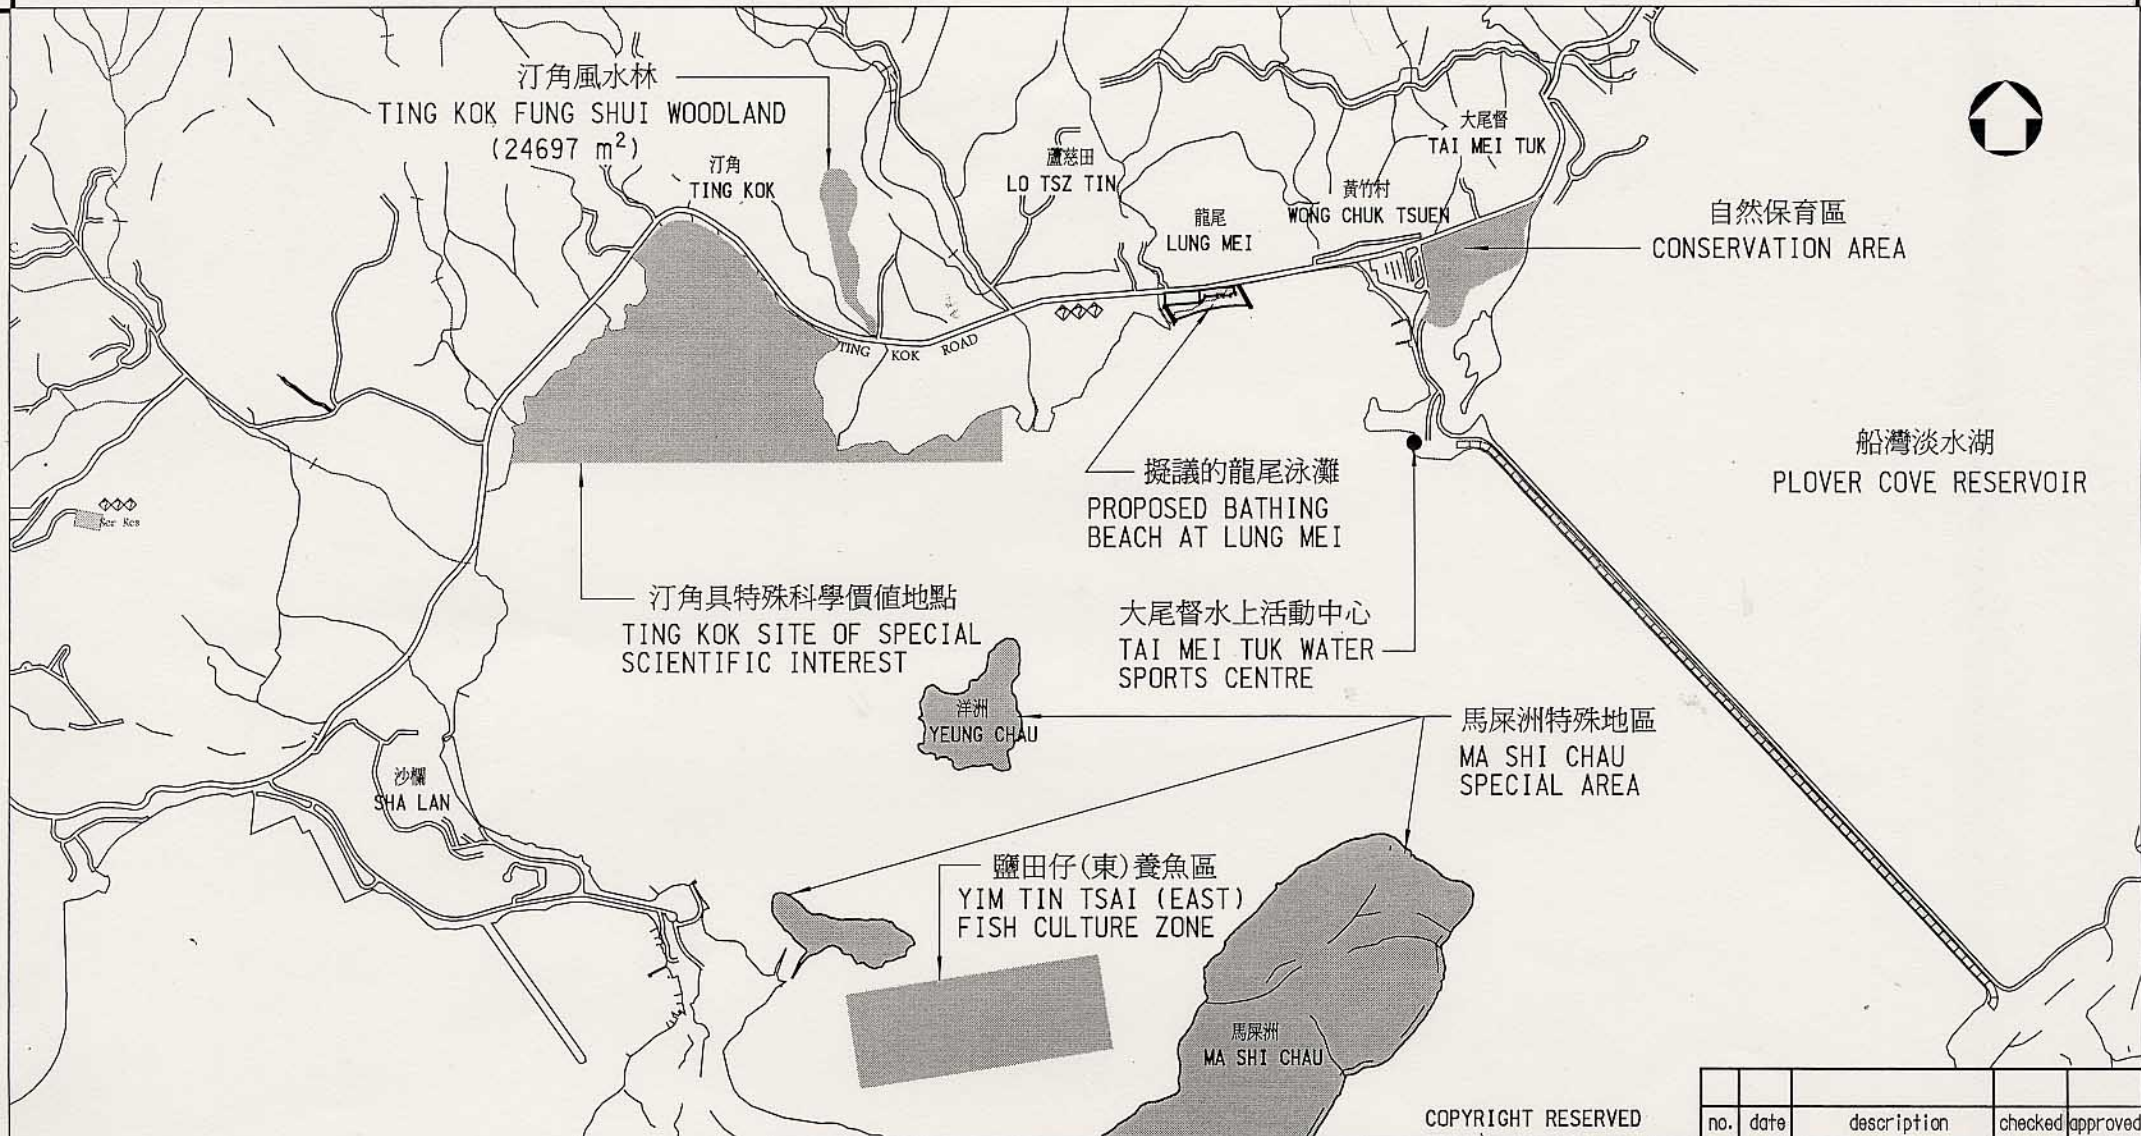 汀角風水林
TING KOK FUNG SHUI WOODLAND
(24697 m²)
汀角
TING KOK
蘆慈田
LO TSZ TIN
龍尾
LUNG MEI
黃竹村
WONG CHUK TSUEN
大尾督
TAI MEI TUK
自然保育區
CONSERVATION AREA
TING KOK ROAD
擬議的龍尾泳灘
PROPOSED BATHING
BEACH AT LUNG MEI
船灣淡水湖
PLOVER COVE RESERVOIR
Ser Res
汀角具特殊科學價值地點
TING KOK SITE OF SPECIAL
SCIENTIFIC INTEREST
大尾督水上活動中心
TAI MEI TUK WATER
SPORTS CENTRE
洋洲
YEUNG CHAU
馬屎洲特殊地區
MA SHI CHAU
SPECIAL AREA
沙欄
SHA LAN
鹽田仔(東)養魚區
YIM TIN TSAI (EAST)
FISH CULTURE ZONE
馬屎洲
MA SHI CHAU
COPYRIGHT RESERVED
no. date description checked approved